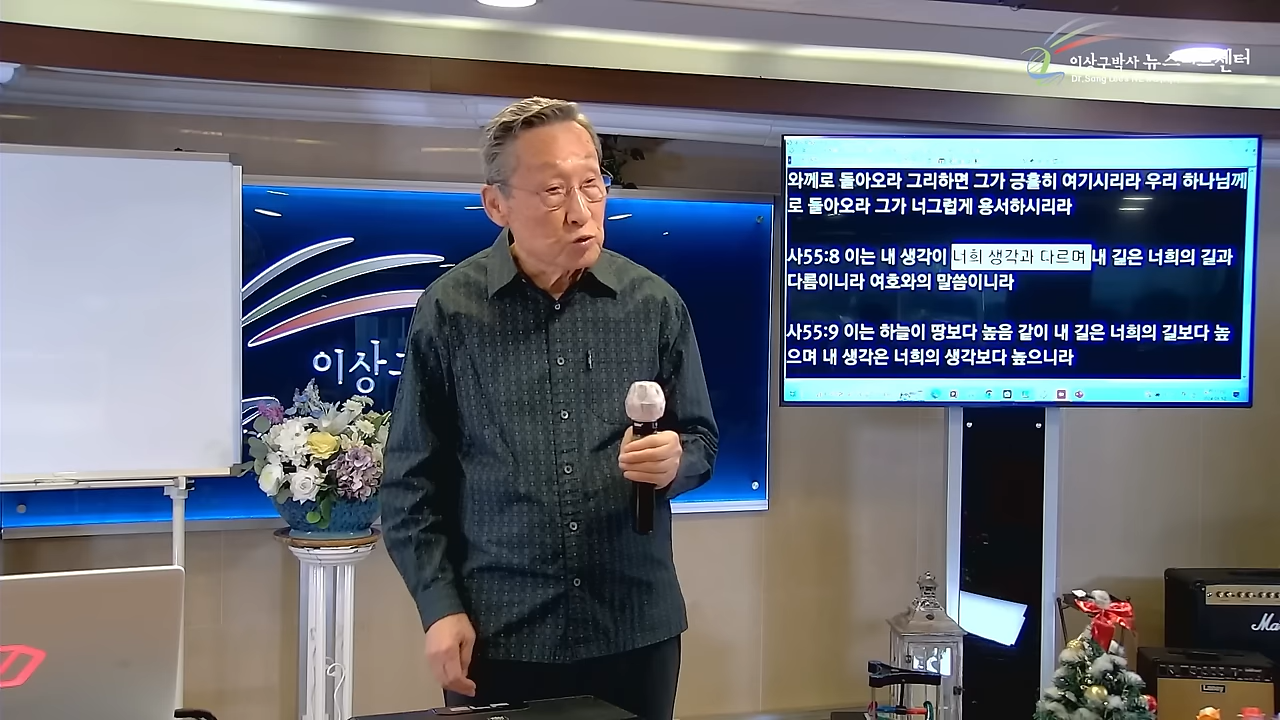 이상구박사 뉴스타트센터
와께로 돌아오라 그리하면 그가 긍휼히 여기시리라 우리 하나님께
로 돌아오라 그가 너그럽게 용서하시리라
사55:8 이는 내 생각이 너희 생각과 다르며 내 길은 너희의 길과
다름이니라 여호와의 말씀이니라
사55:9 이는 하늘이 땅보다 높음 같이 내 길은 너희의 길보다 높
으며 내 생각은 너희의 생각보다 높으니라
이상구